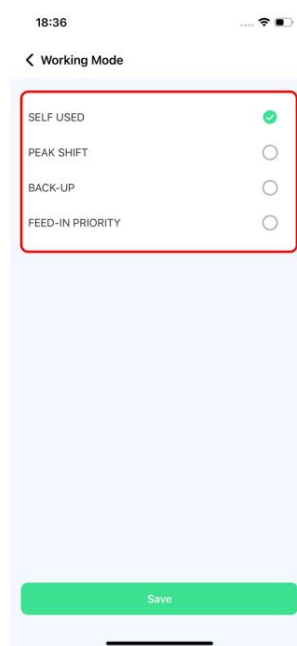 18:36
Working Mode
SELF USED
PEAK SHIFT
BACK-UP
FEED-IN PRIORITY
Save